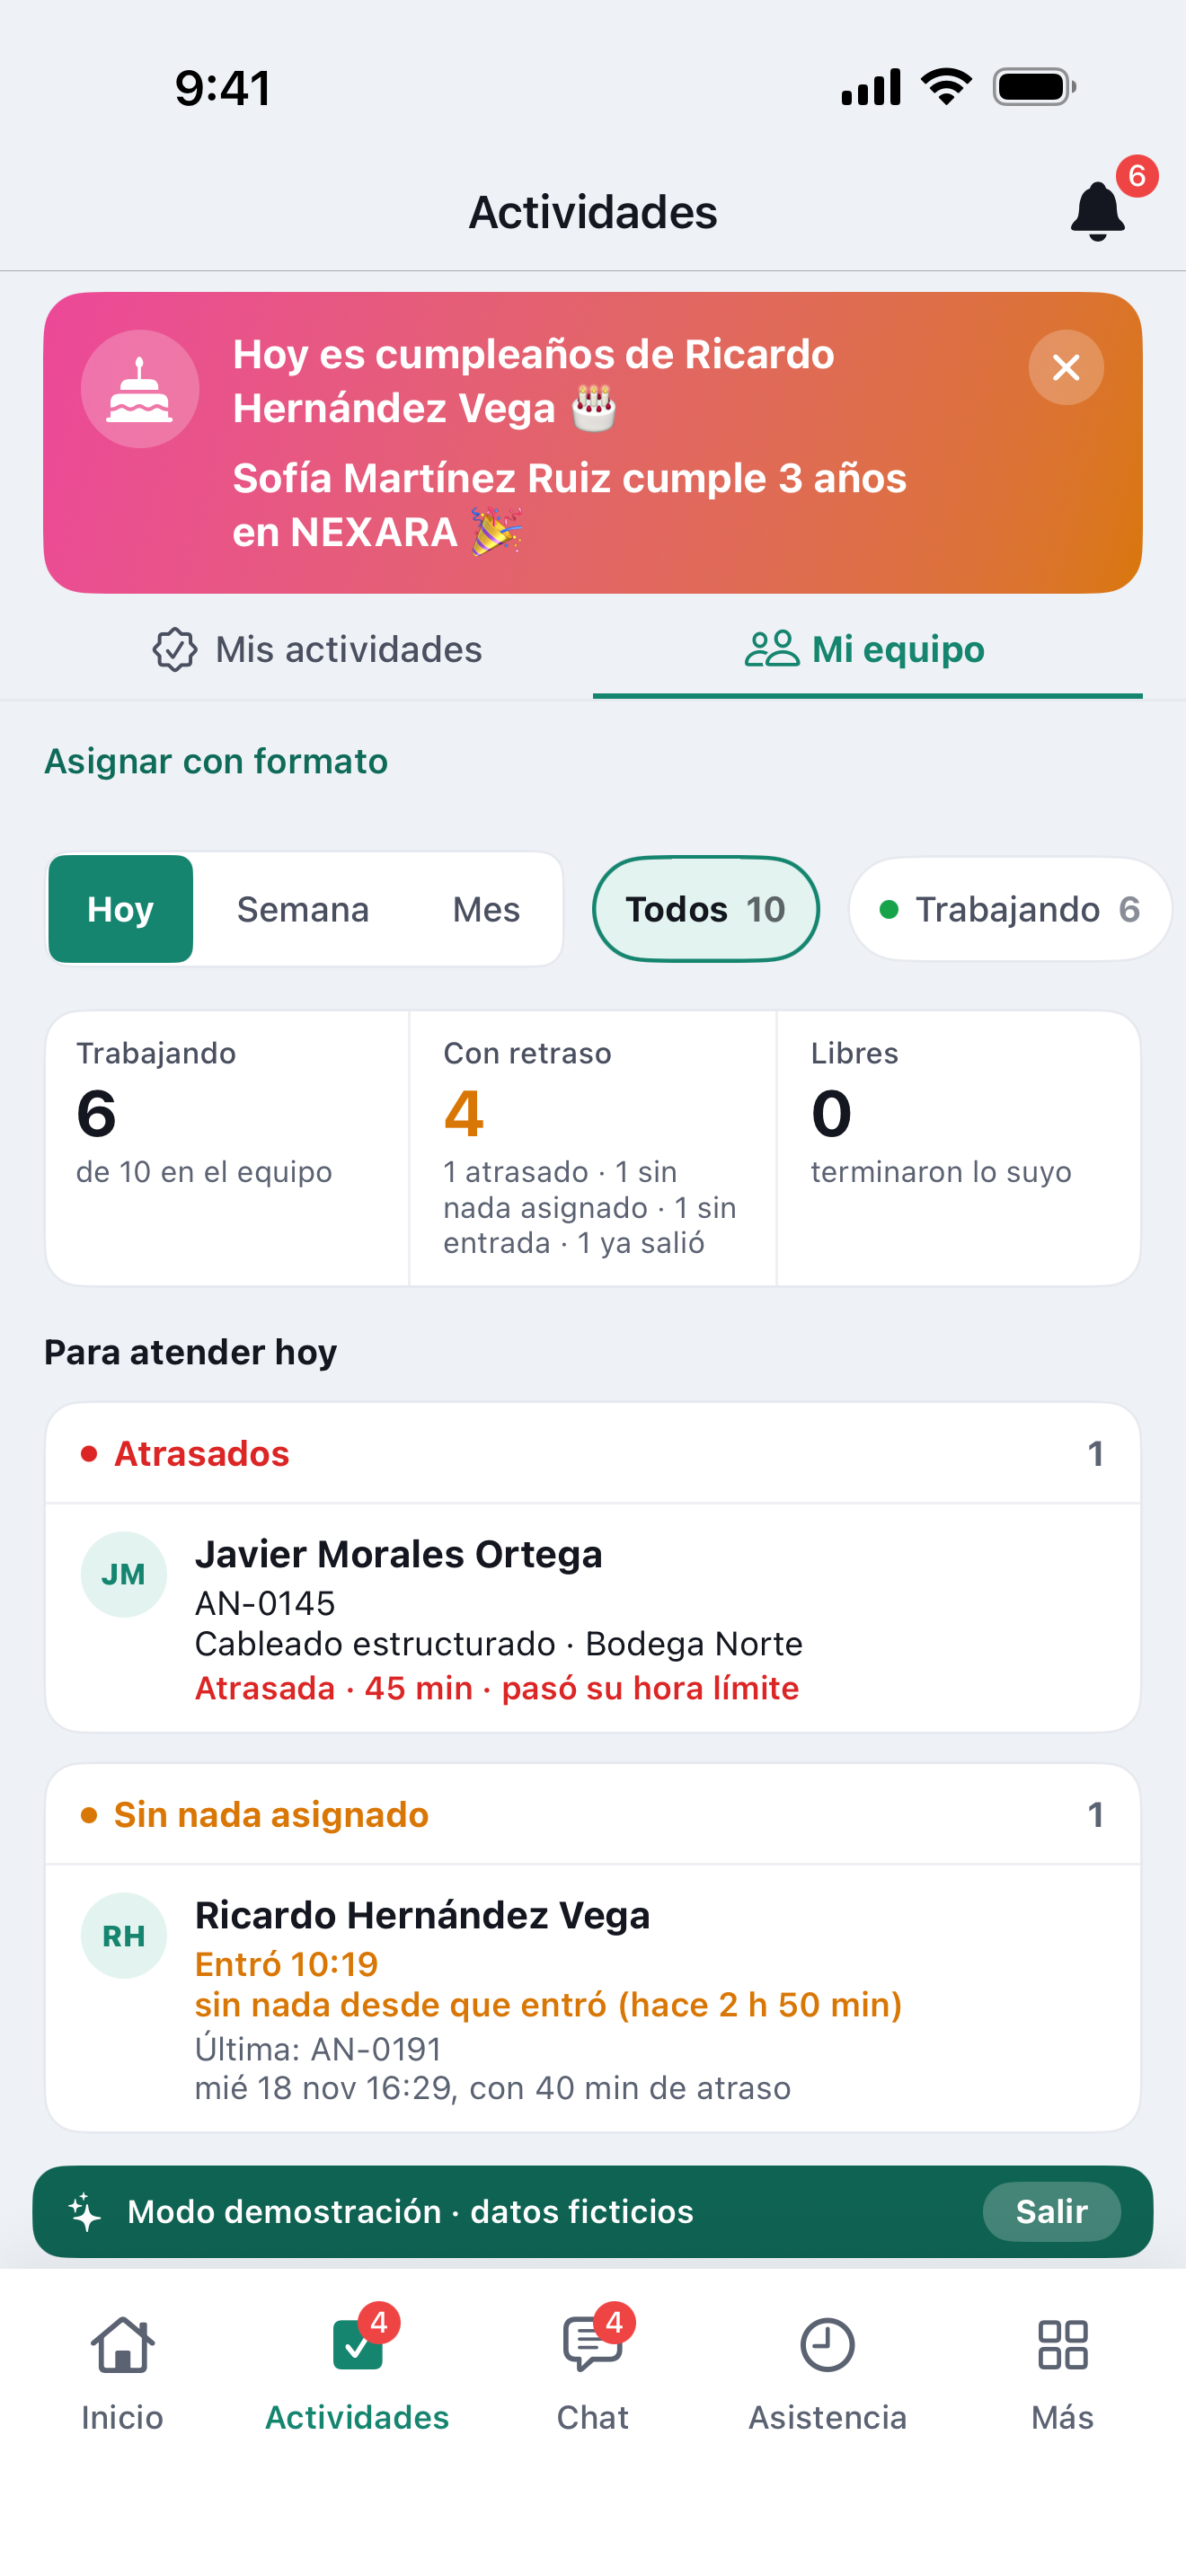 9:41
Actividades
6
Hoy es cumpleaños de Ricardo
Hernández Vega 🎂
Sofía Martínez Ruiz cumple 3 años
en NEXARA 🎉
Mis actividades
Mi equipo
Asignar con formato
Hoy
Semana
Mes
Todos 10
Trabajando 6
Trabajando
6
de 10 en el equipo
Con retraso
4
1 atrasado · 1 sin
nada asignado · 1 sin
entrada · 1 ya salió
Libres
0
terminaron lo suyo
Para atender hoy
Atrasados
1
JM
Javier Morales Ortega
AN-0145
Cableado estructurado · Bodega Norte
Atrasada · 45 min · pasó su hora límite
Sin nada asignado
1
RH
Ricardo Hernández Vega
Entró 10:19
sin nada desde que entró (hace 2 h 50 min)
Última: AN-0191
mié 18 nov 16:29, con 40 min de atraso
Modo demostración · datos ficticios
Salir
4
4
Inicio
Actividades
Chat
Asistencia
Más